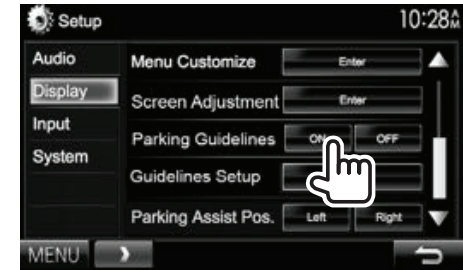 Setup 10:28 AM
Audio
Display
Input
System
Menu Customize Enter
Screen Adjustment Enter
Parking Guidelines ON OFF
Guidelines Setup
Parking Assist Pos. Left Right
MENU